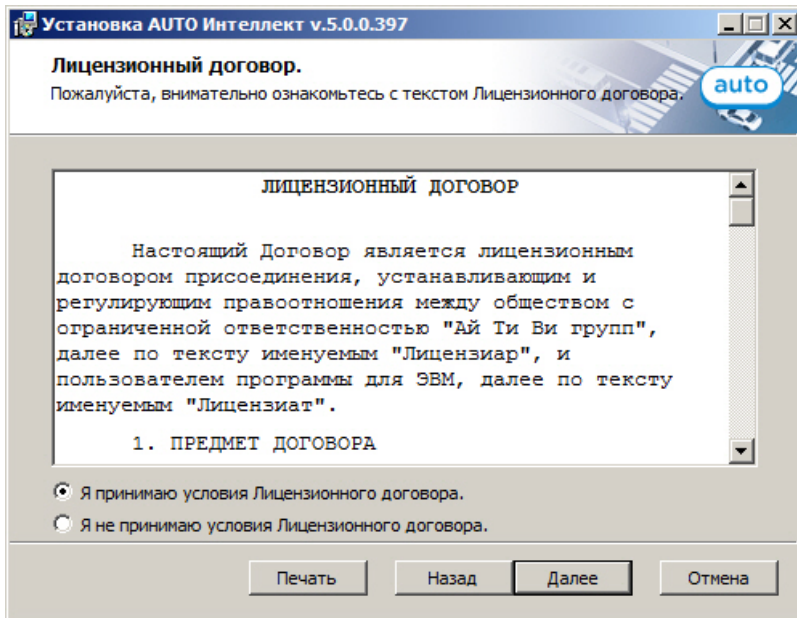 Установка AUTO Интеллект v.5.0.0.397
Лицензионный договор.
Пожалуйста, внимательно ознакомьтесь с текстом Лицензионного договора.
auto
ЛИЦЕНЗИОННЫЙ ДОГОВОР
Настоящий Договор является лицензионным
договором присоединения, устанавливающим и
регулирующим правоотношения между обществом с
ограниченной ответственностью "Ай Ти Ви групп",
далее по тексту именуемым "Лицензиар", и
пользователем программы для ЭВМ, далее по тексту
именуемым "Лицензиат".
1. ПРЕДМЕТ ДОГОВОРА
Я принимаю условия Лицензионного договора.
Я не принимаю условия Лицензионного договора.
Печать Назад Далее Отмена